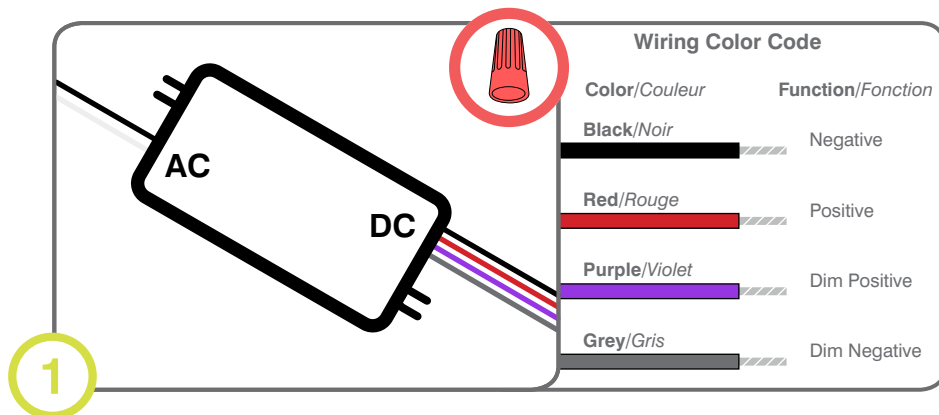 Wiring Color Code
Color/Couleur Function/Fonction
Black/Noir Negative
Red/Rouge Positive
Purple/Violet Dim Positive
Grey/Gris Dim Negative
AC
DC
1